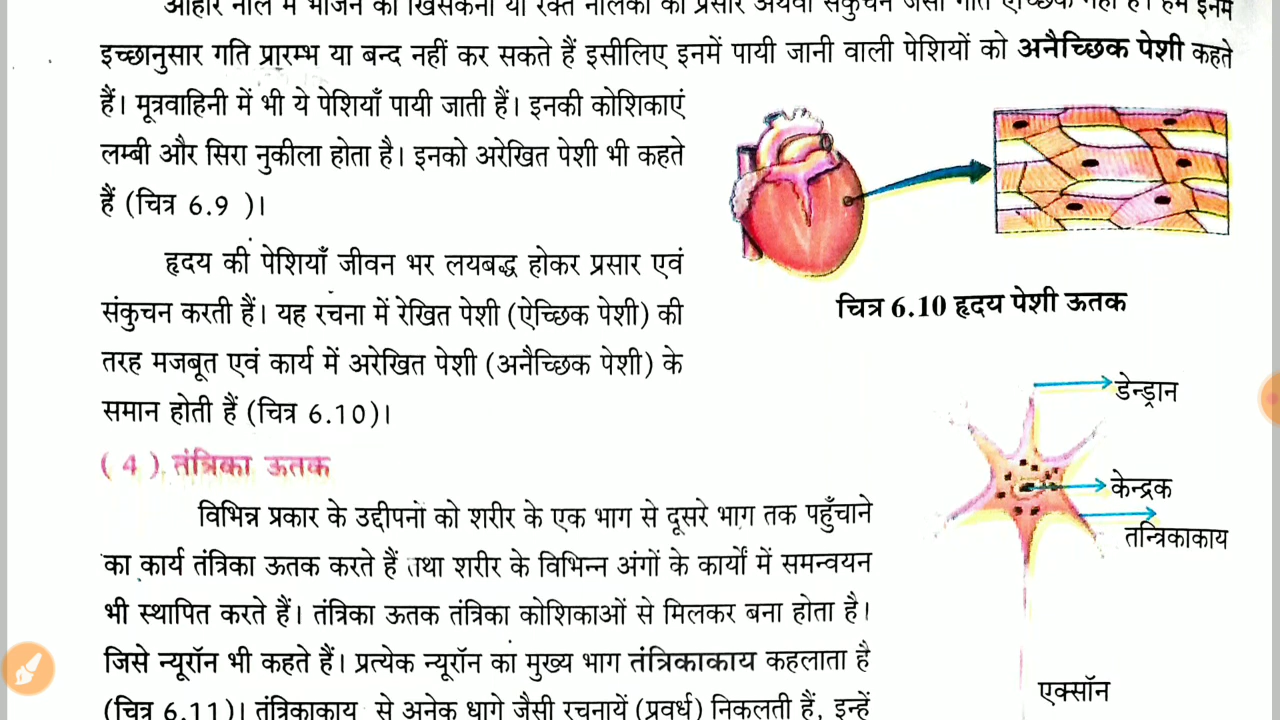 आहार नाल में भोजन का खिसकना या रक्त नलिका का प्रसार अथवा संकुचन जैसी गति ऐच्छिक नहीं है। हम इनमें
इच्छानुसार गति प्रारम्भ या बन्द नहीं कर सकते हैं इसीलिए इनमें पायी जानी वाली पेशियों को अनैच्छिक पेशी कहते
हैं। मूत्रवाहिनी में भी ये पेशियाँ पायी जाती हैं। इनकी कोशिकाएं
लम्बी और सिरा नुकीला होता है। इनको अरेखित पेशी भी कहते
हैं (चित्र 6.9 )।
हृदय की पेशियाँ जीवन भर लयबद्ध होकर प्रसार एवं
संकुचन करती हैं। यह रचना में रेखित पेशी (ऐच्छिक पेशी) की
तरह मजबूत एवं कार्य में अरेखित पेशी (अनैच्छिक पेशी) के
समान होती हैं (चित्र 6.10)।
चित्र 6.10 हृदय पेशी ऊतक
( 4 ) तंत्रिका ऊतक
विभिन्न प्रकार के उद्दीपनों को शरीर के एक भाग से दूसरे भाग तक पहुँचाने
का कार्य तंत्रिका ऊतक करते हैं तथा शरीर के विभिन्न अंगों के कार्यों में समन्वयन
भी स्थापित करते हैं। तंत्रिका ऊतक तंत्रिका कोशिकाओं से मिलकर बना होता है।
जिसे न्यूरॉन भी कहते हैं। प्रत्येक न्यूरॉन का मुख्य भाग तंत्रिकाकाय कहलाता है
(चित्र 6.11)। तंत्रिकाकाय से अनेक धागे जैसी रचनायें (प्रवर्ध) निकलती हैं, इन्हें
डेन्ड्रान
केन्द्रक
तन्त्रिकाकाय
एक्सॉन